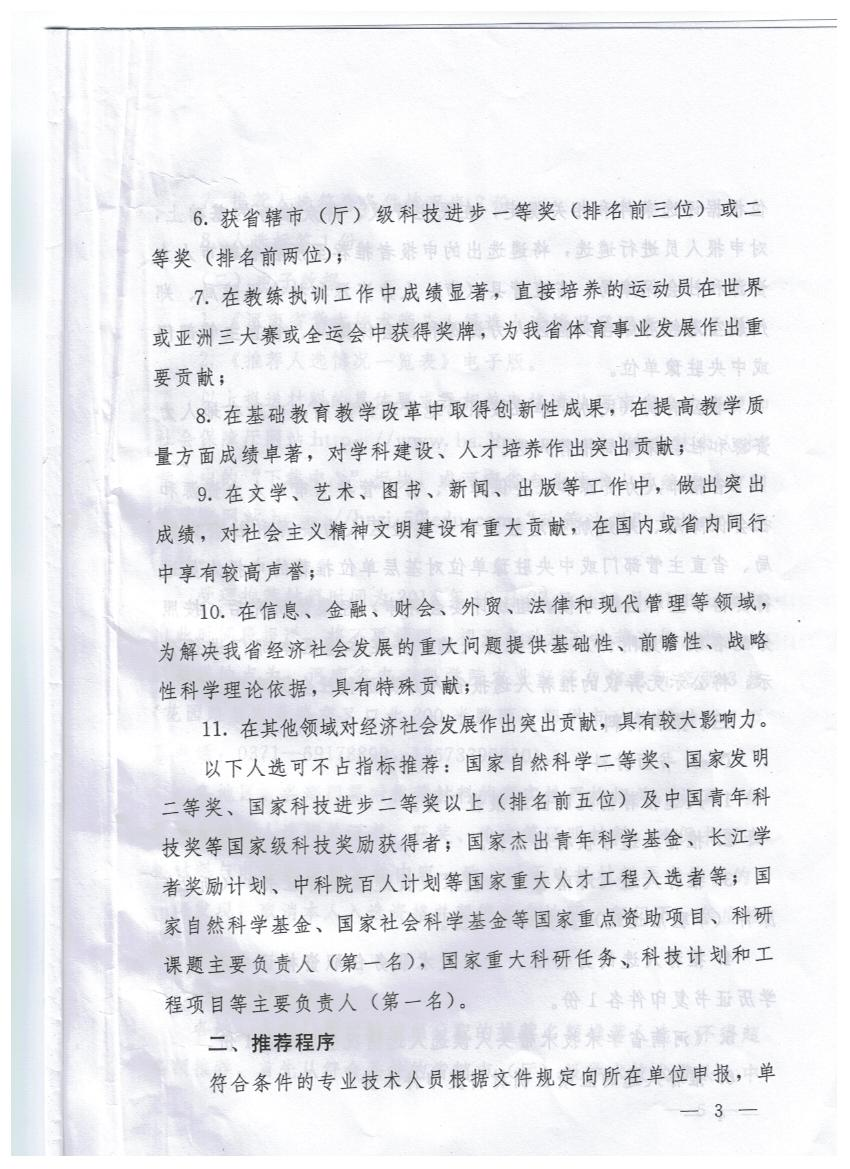 6. 获省辖市（厅）级科技进步一等奖（排名前三位）或二
等奖（排名前两位）；
7. 在教练执训工作中成绩显著，直接培养的运动员在世界
或亚洲三大赛或全运会中获得奖牌，为我省体育事业发展作出重
要贡献；
8. 在基础教育教学改革中取得创新性成果，在提高教学质
量方面成绩卓著，对学科建设、人才培养作出突出贡献；
9. 在文学、艺术、图书、新闻、出版等工作中，做出突出
成绩，对社会主义精神文明建设有重大贡献，在国内或省内同行
中享有较高声誉；
10. 在信息、金融、财会、外贸、法律和现代管理等领域，
为解决我省经济社会发展的重大问题提供基础性、前瞻性、战略
性科学理论依据，具有特殊贡献；
11. 在其他领域对经济社会发展作出突出贡献，具有较大影响力。
以下人选可不占指标推荐：国家自然科学二等奖、国家发明
二等奖、国家科技进步二等奖以上（排名前五位）及中国青年科
技奖等国家级科技奖励获得者；国家杰出青年科学基金、长江学
者奖励计划、中科院百人计划等国家重大人才工程入选者等；国
家自然科学基金、国家社会科学基金等国家重点资助项目、科研
课题主要负责人（第一名），国家重大科研任务、科技计划和工
程项目等主要负责人（第一名）。
二、推荐程序
符合条件的专业技术人员根据文件规定向所在单位申报，单
— 3 —